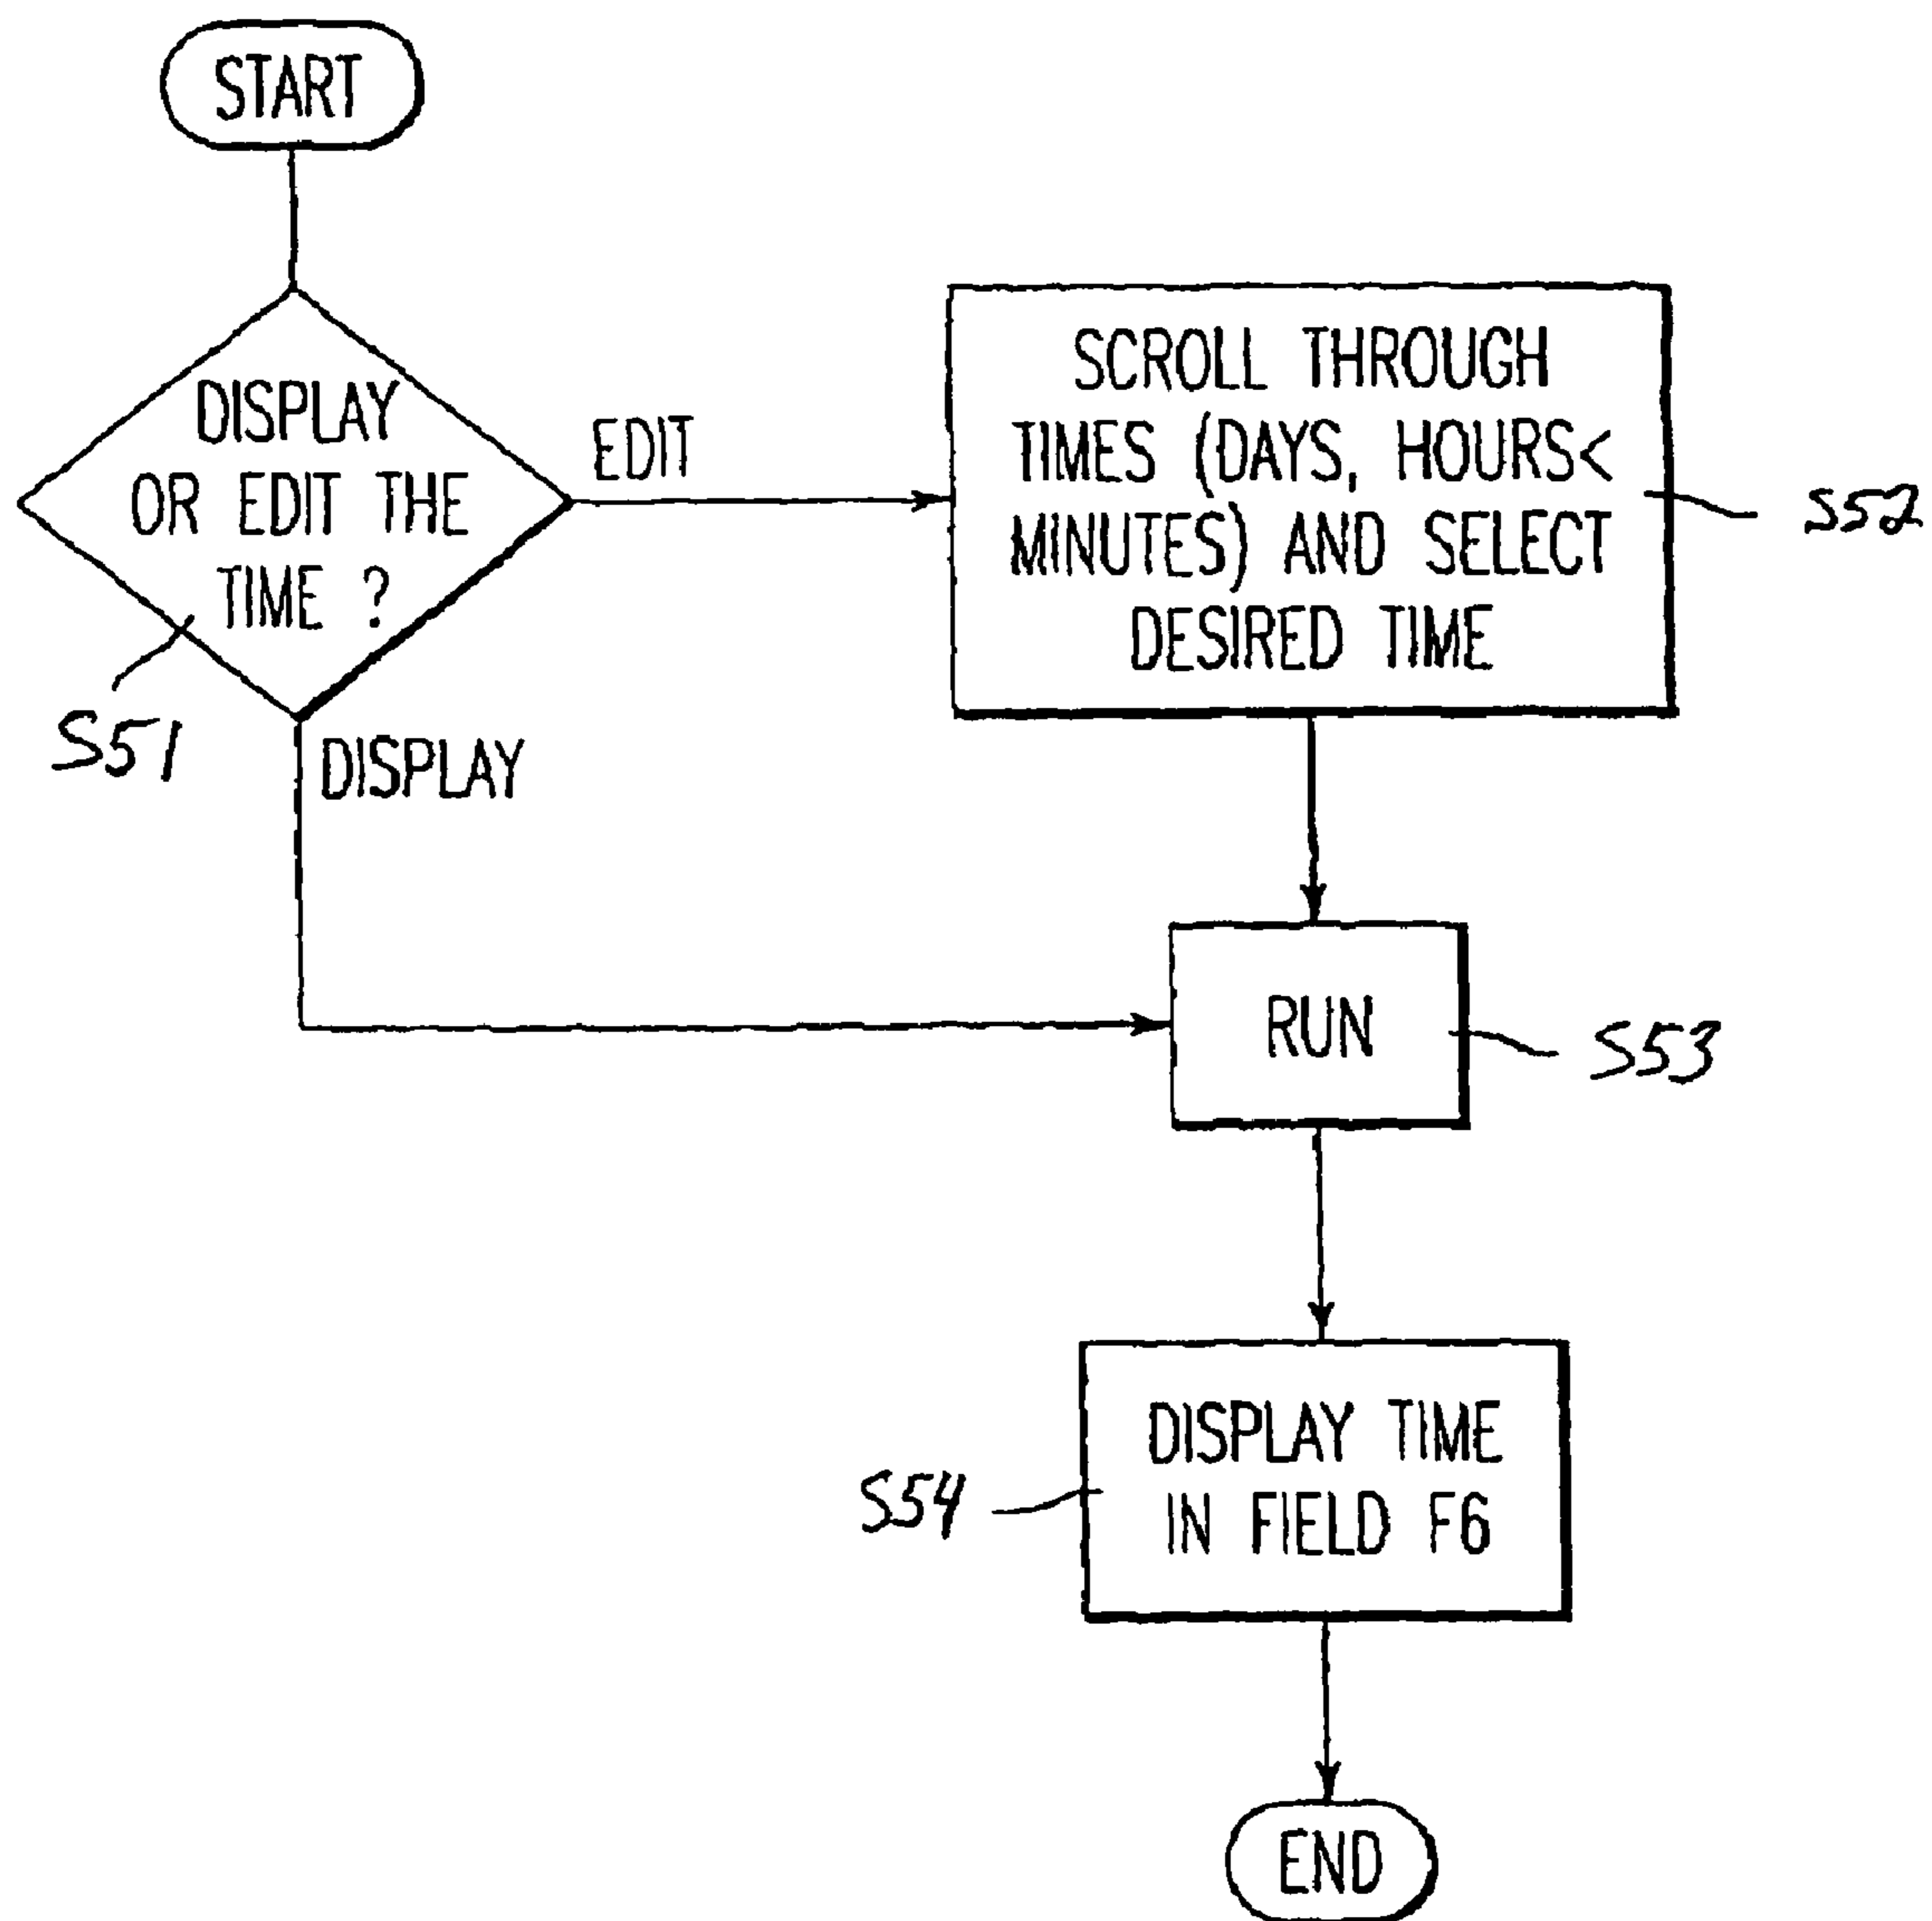 START
DISPLAY
OR EDIT THE
TIME ?
S51
EDIT
SCROLL THROUGH
TIMES (DAYS, HOURS<
MINUTES) AND SELECT
DESIRED TIME
S52
DISPLAY
RUN
S53
DISPLAY TIME
IN FIELD F6
S54
END